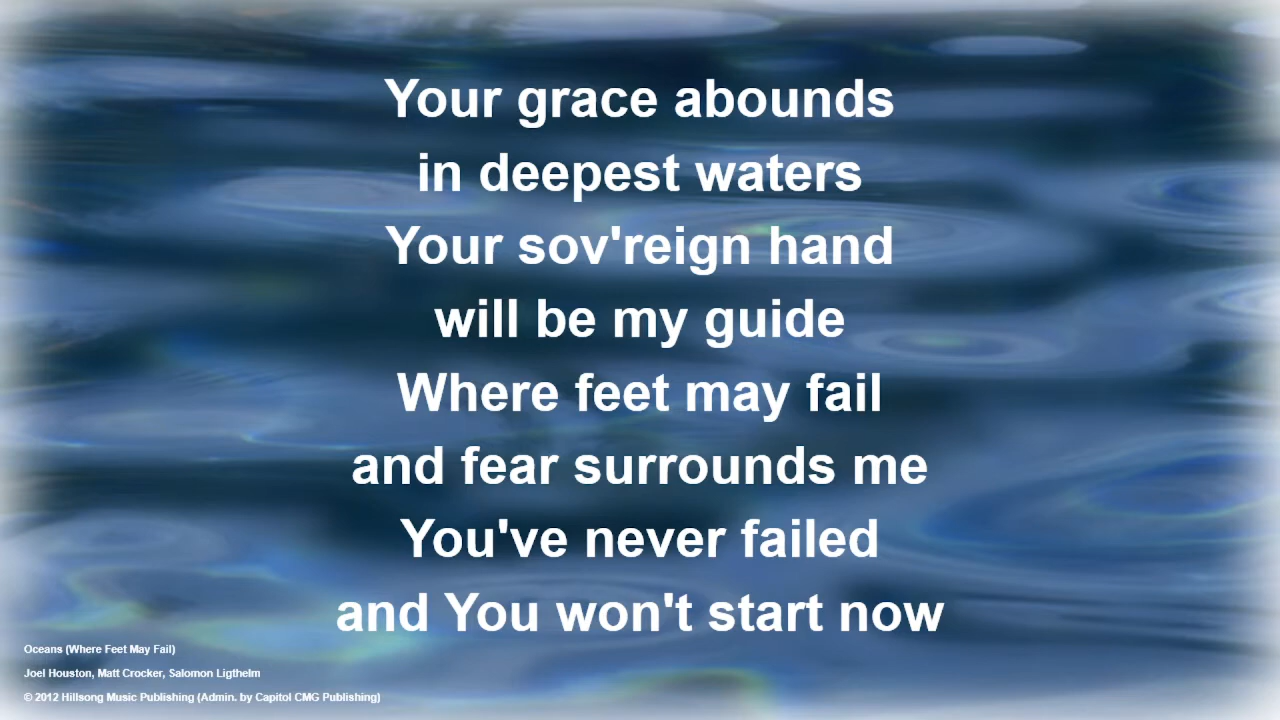 Your grace abounds
in deepest waters
Your sov'reign hand
will be my guide
Where feet may fail
and fear surrounds me
You've never failed
and You won't start now
Oceans (Where Feet May Fail)
Joel Houston, Matt Crocker, Salomon Ligthelm
© 2012 Hillsong Music Publishing (Admin. by Capitol CMG Publishing)